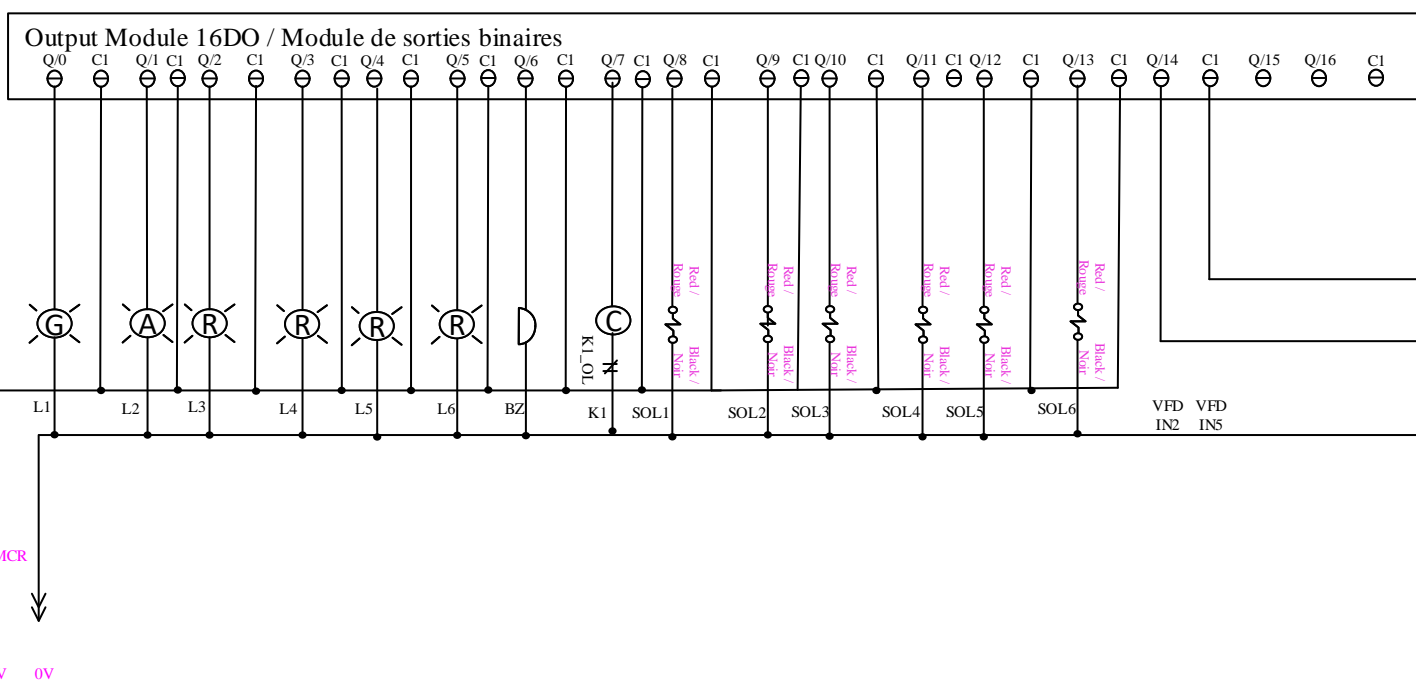 Output Module 16DO / Module de sorties binaires
Q/0 C1 Q/1 C1 Q/2 C1 Q/3 C1 Q/4 C1 Q/5 C1 Q/6 C1 Q/7 C1 Q/8 C1 Q/9 C1 Q/10 C1 Q/11 C1 Q/12 C1 Q/13 C1 Q/14 C1 Q/15 Q/16 C1
Red / Rouge
Red / Rouge
Red / Rouge
Red / Rouge
Red / Rouge
Red / Rouge
G A R R R R C
K1_OL
Black / Noir
Black / Noir
Black / Noir
Black / Noir
Black / Noir
Black / Noir
L1 L2 L3 L4 L5 L6 BZ K1 SOL1 SOL2 SOL3 SOL4 SOL5 SOL6
VFD IN2
VFD IN5
MCR
V 0V